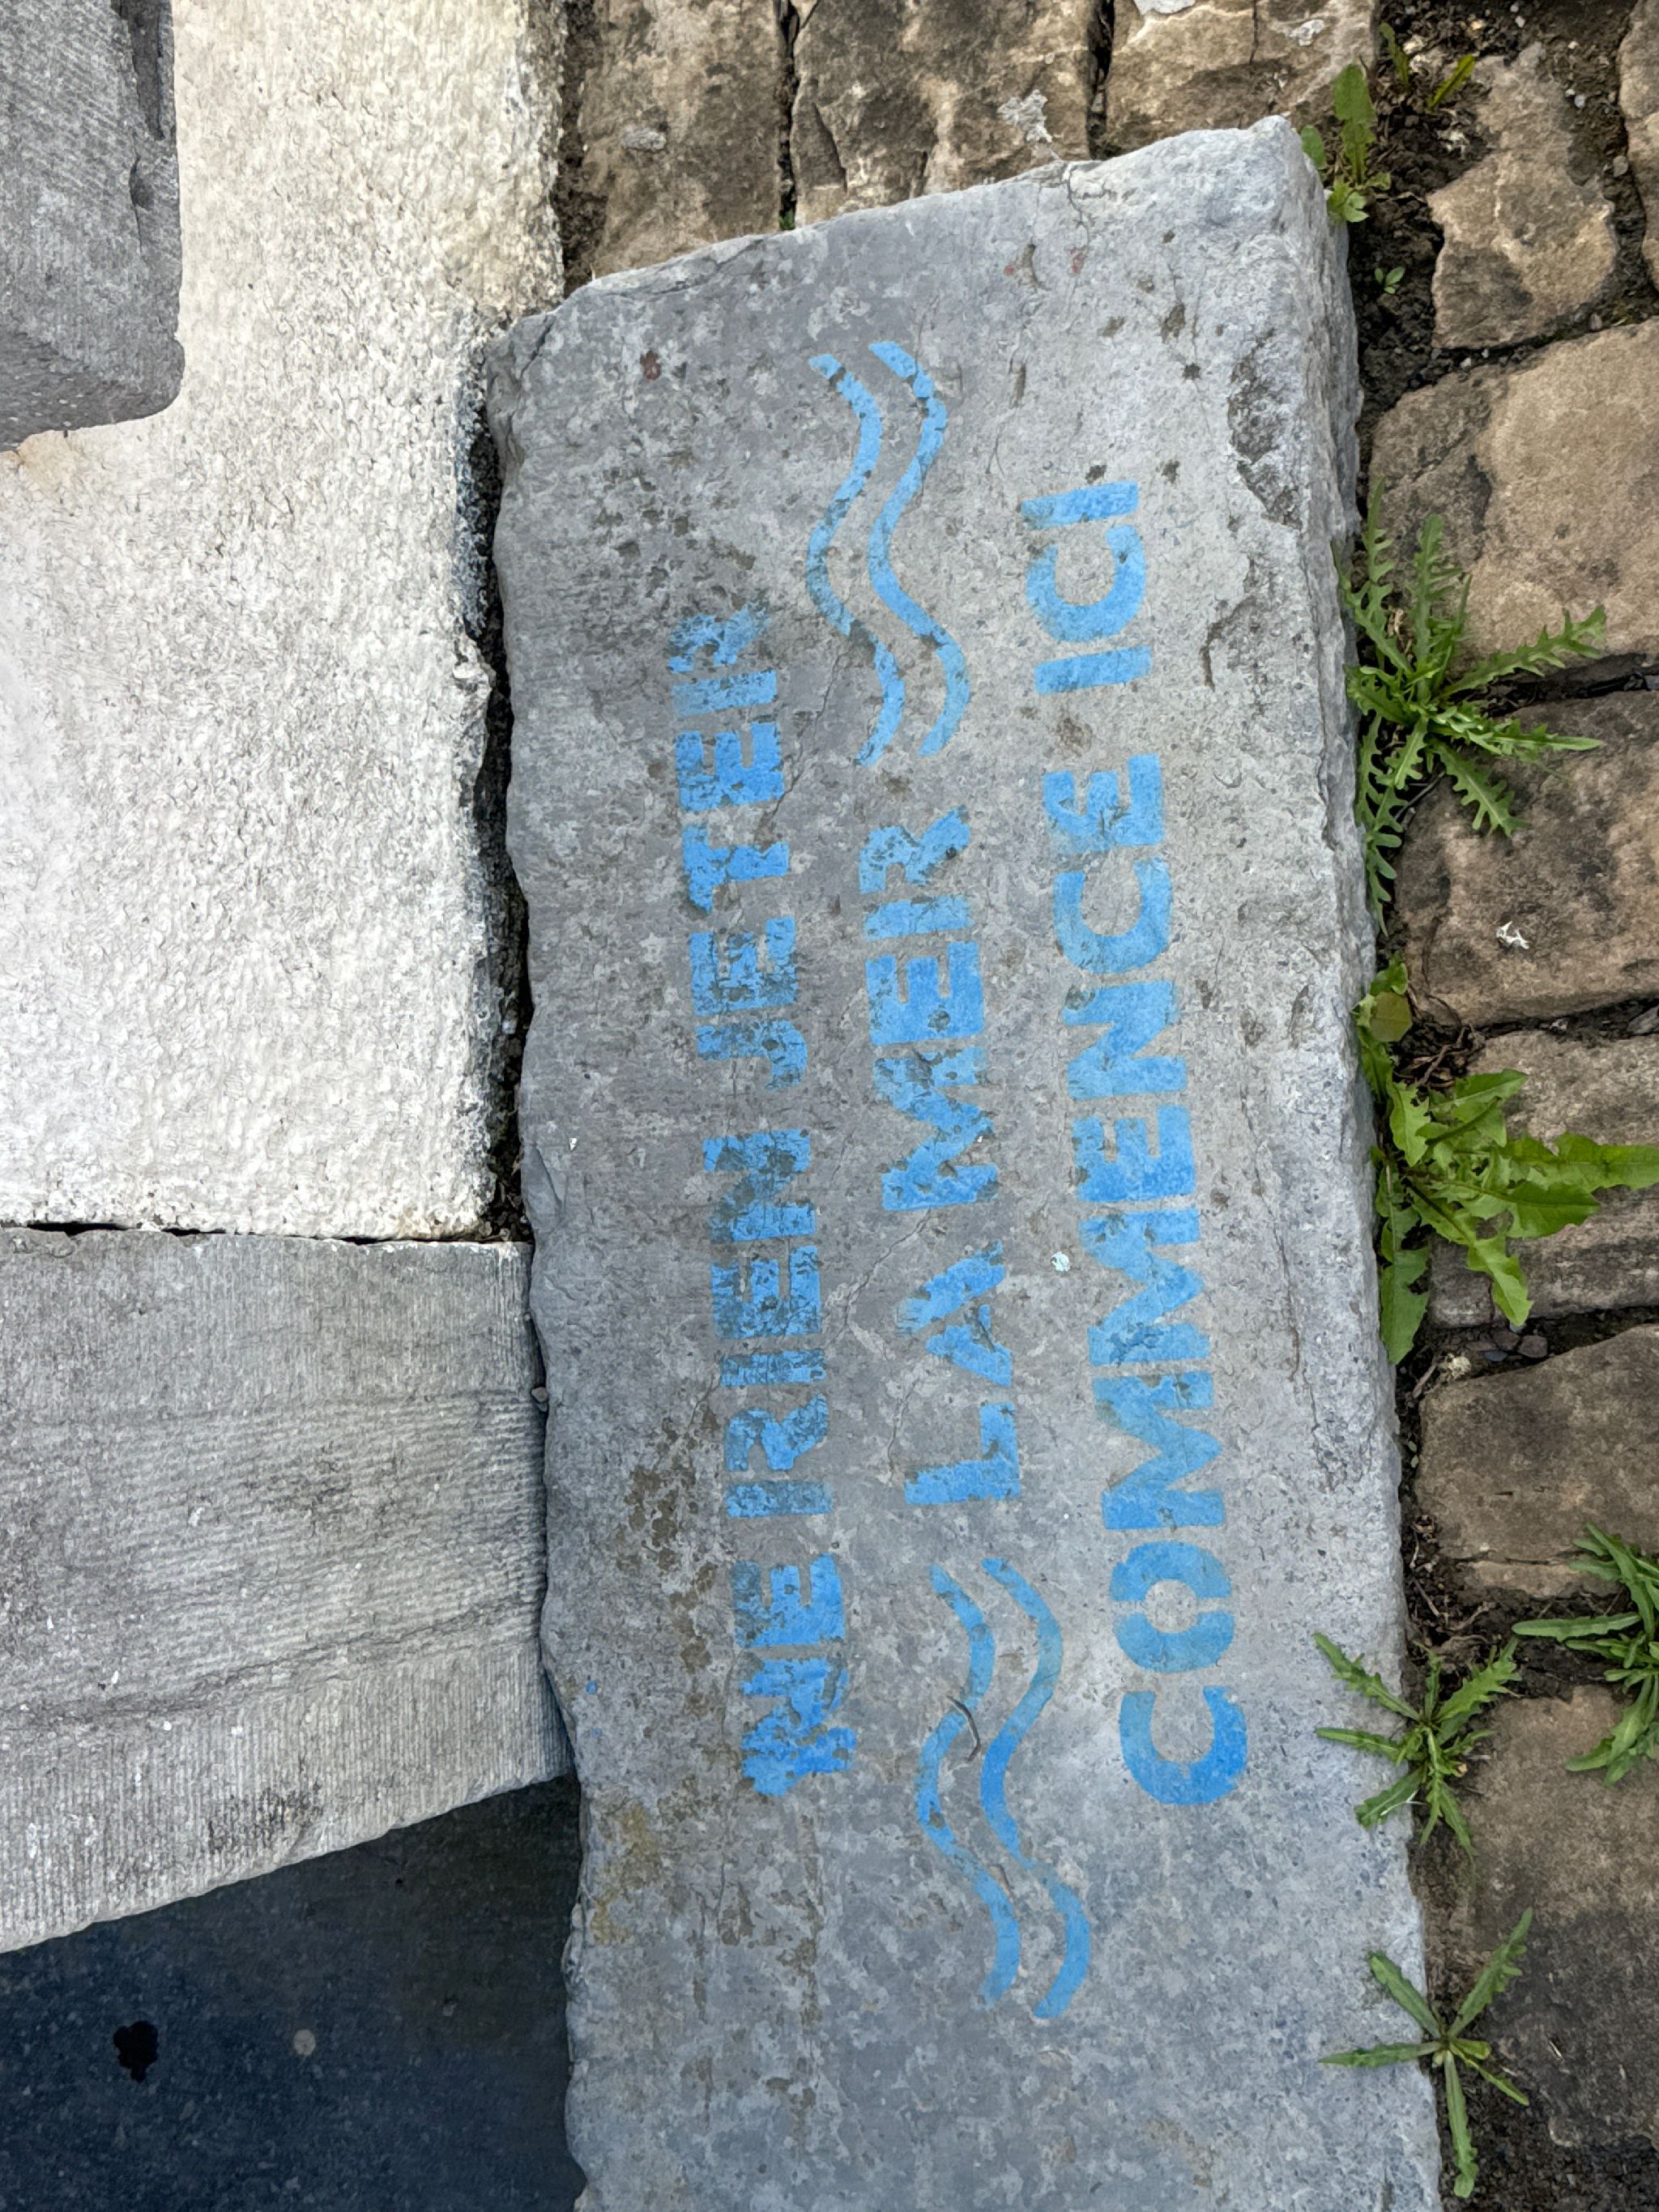 NE RIEN JETER
LA MER
COMMENCE ICI